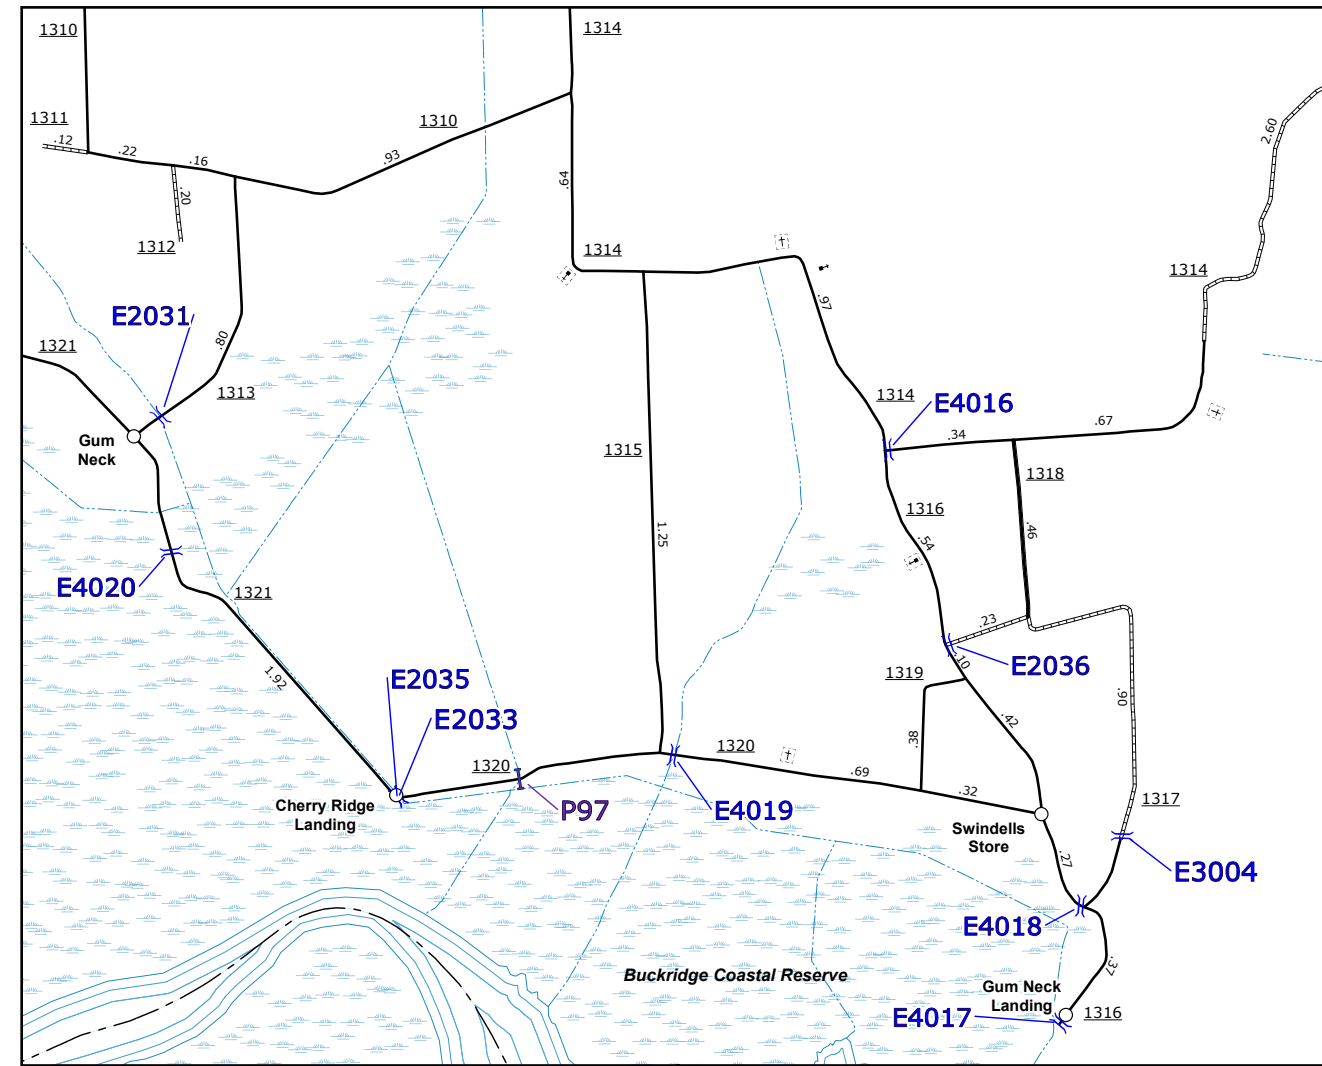 1310
1314
1311
.12
.22
.16
.20
1312
1310
.93
.64
2.60
1314
1314
E2031
.80
1321
1313
.97
1314
E4016
.34
.67
Gum
Neck
1315
1318
1316
.54
.46
1.25
E4020
1321
.23
E2036
.10
1319
1.92
E2035
E2033
.42
.90
.38
1320
1320
.69
.32
P97
E4019
Cherry Ridge
Landing
1317
Swindells
Store
.27
E3004
E4018
Buckridge Coastal Reserve
.37
Gum Neck
Landing
E4017
1316